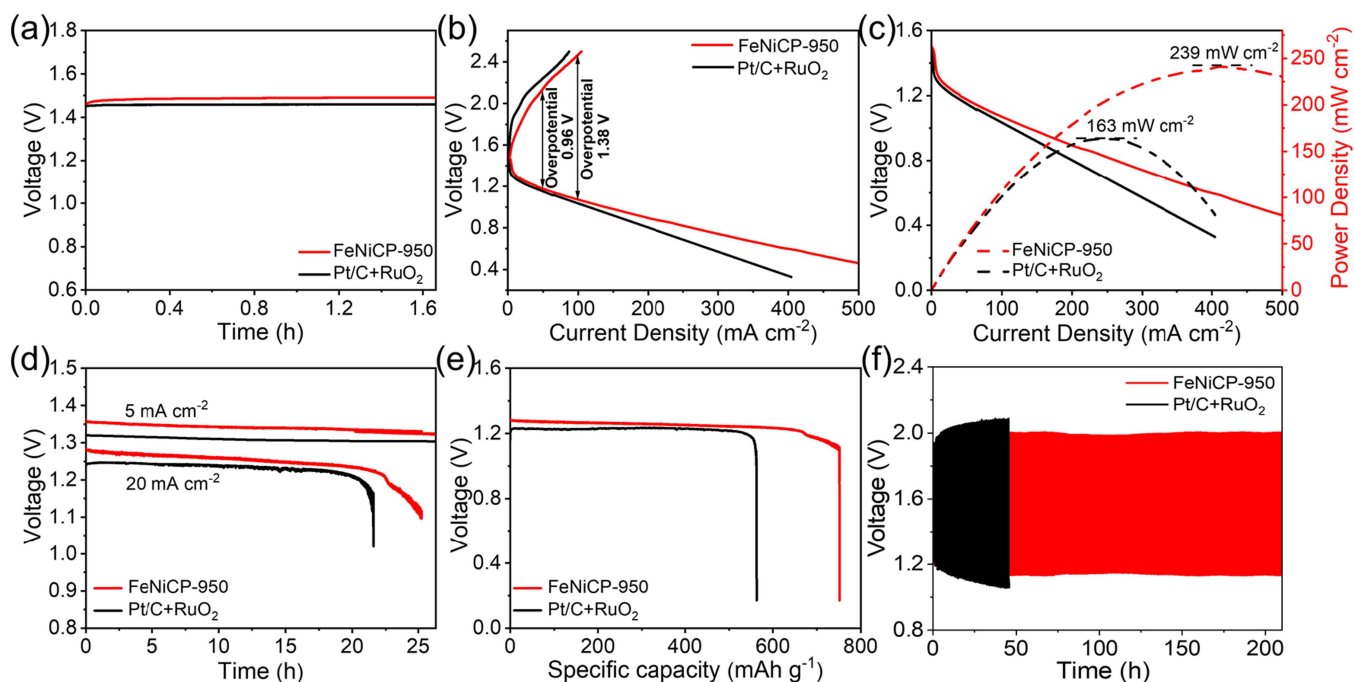 (a)
1.8
1.6
1.4
1.2
1.0
0.8
0.6
Voltage (V)
FeNiCP-950
Pt/C+RuO₂
0.0 0.4 0.8 1.2 1.6
Time (h)
(b)
2.8
2.4
2.0
1.6
1.2
0.8
0.4
Voltage (V)
FeNiCP-950
Pt/C+RuO₂
Overpotential
0.96 V
Overpotential
1.38 V
0 100 200 300 400 500
Current Density (mA cm⁻²)
(c)
1.6
1.2
0.8
0.4
0.0
Voltage (V)
239 mW cm⁻²
163 mW cm⁻²
FeNiCP-950
Pt/C+RuO₂
250
200
150
100
50
0
Power Density (mW cm⁻²)
0 100 200 300 400 500
Current Density (mA cm⁻²)
(d)
1.5
1.4
1.3
1.2
1.1
1.0
0.9
0.8
Voltage (V)
5 mA cm⁻²
20 mA cm⁻²
FeNiCP-950
Pt/C+RuO₂
0 5 10 15 20 25
Time (h)
(e)
1.6
1.2
0.8
0.4
0.0
Voltage (V)
FeNiCP-950
Pt/C+RuO₂
0 200 400 600 800
Specific capacity (mAh g⁻¹)
(f)
2.4
2.0
1.6
1.2
0.8
Voltage (V)
FeNiCP-950
Pt/C+RuO₂
0 50 100 150 200
Time (h)